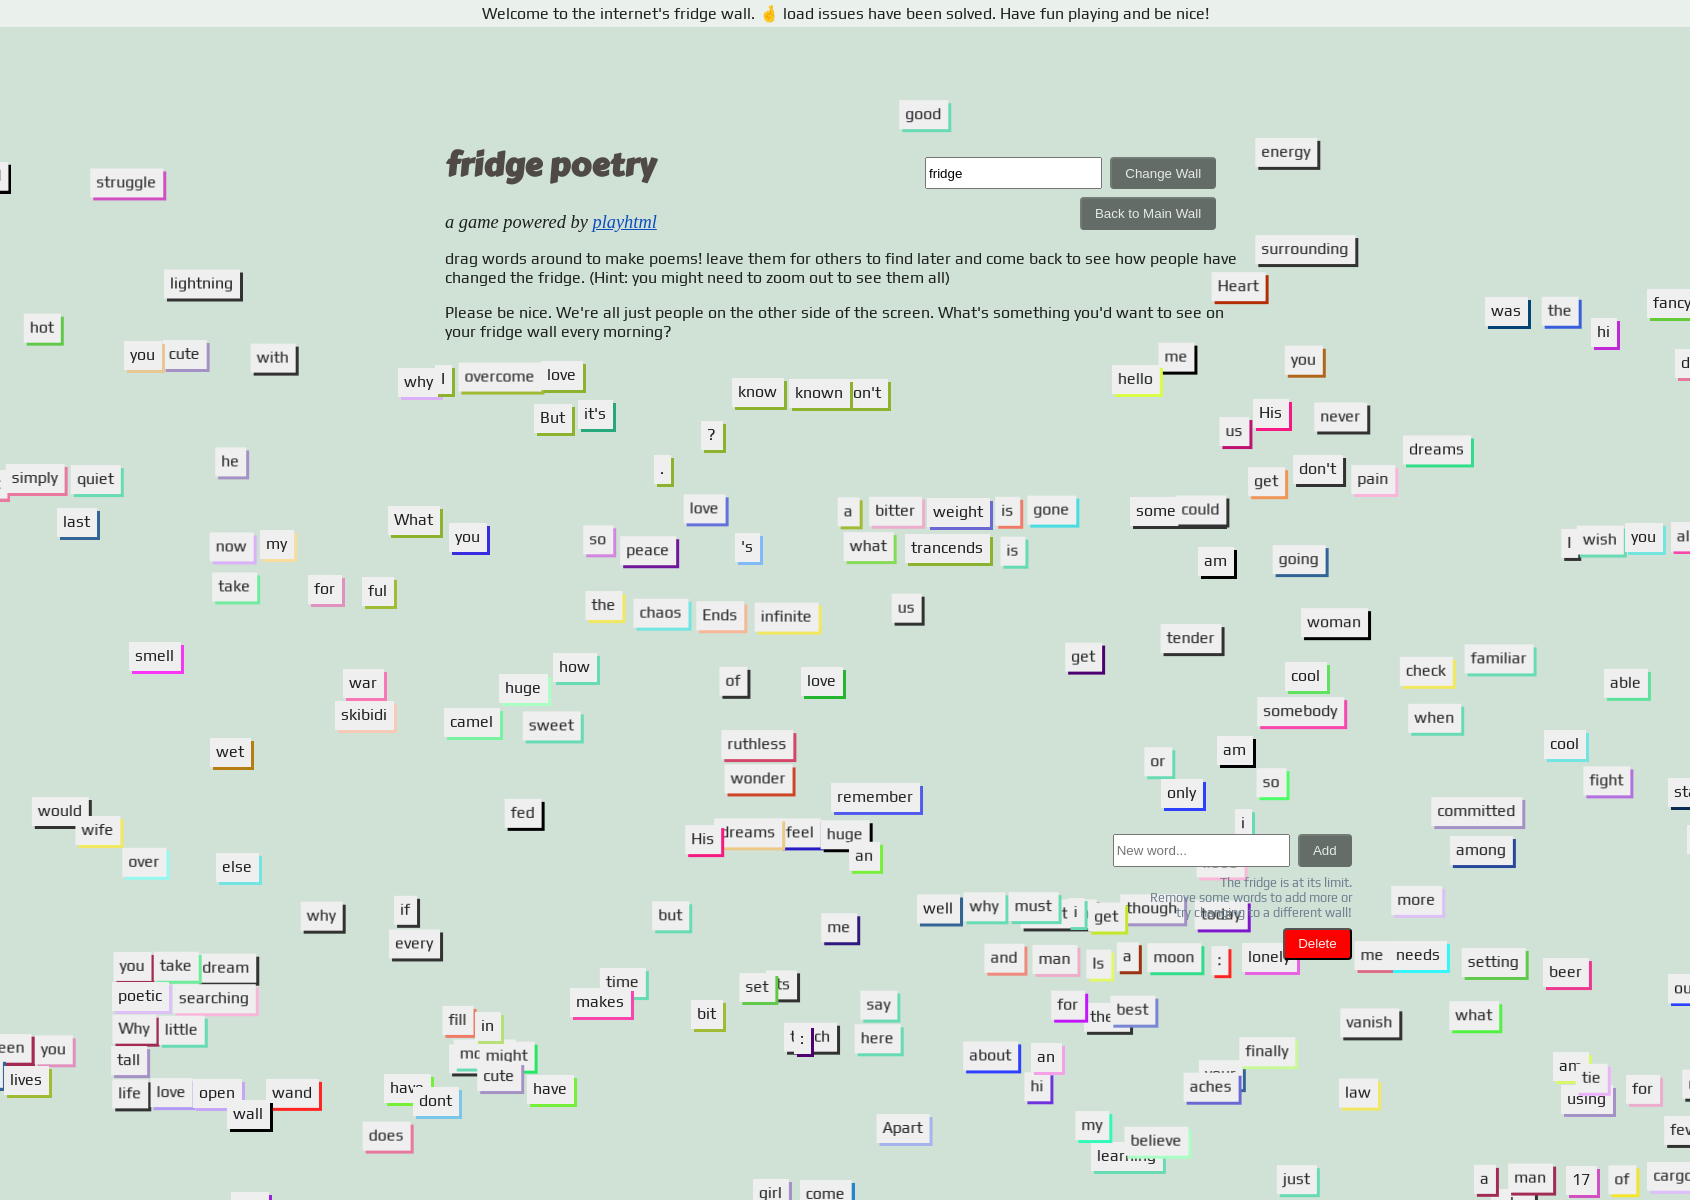 Welcome to the internet's fridge wall. 🤞 load issues have been solved. Have fun playing and be nice!
good
fridge poetry
fridge Change Wall
energy
struggle
Back to Main Wall
a game powered by playhtml
surrounding
drag words around to make poems! leave them for others to find later and come back to see how people have
changed the fridge. (Hint: you might need to zoom out to see them all)
lightning
Heart
Please be nice. We're all just people on the other side of the screen. What's something you'd want to see on
your fridge wall every morning?
was the
fancy
hot
hi
you cute with
me
you
why I overcome love
hello
know known on't
But it's
His never
? us
dreams
he
.
simply quiet
get don't pain
last
What
love
a bitter weight is gone
some could
you
so peace 's
what trancends is
now my
I wish you
am going
take for ful
the chaos Ends infinite
us
woman
smell
tender
get
how
familiar
war
huge
of love
cool
check
able
skibidi
camel sweet
somebody
when
wet
ruthless
am
cool
wonder
or
so
fight
would
wife
fed
remember
only
committed
i
His dreams feel huge
an
New word... Add
among
over
else
The fridge is at its limit.
Remove some words to add more or
try changing to a different wall!
more
why if
but
well why must i get though today
me
every
Delete
you take dream
and man Is a moon : lonely
me needs
setting
beer
poetic searching
time
makes
set ts
say
for best
the
what
Why little
fill in
bit
: ch
here
vanish
een you
tall
might
cute
about an
finally
lives
life love open wand
wall
have
dont
have
hi
aches
law
am
tie
using
for
does
Apart
my
believe
learning
few
girl come
just
a man 17 of cargo